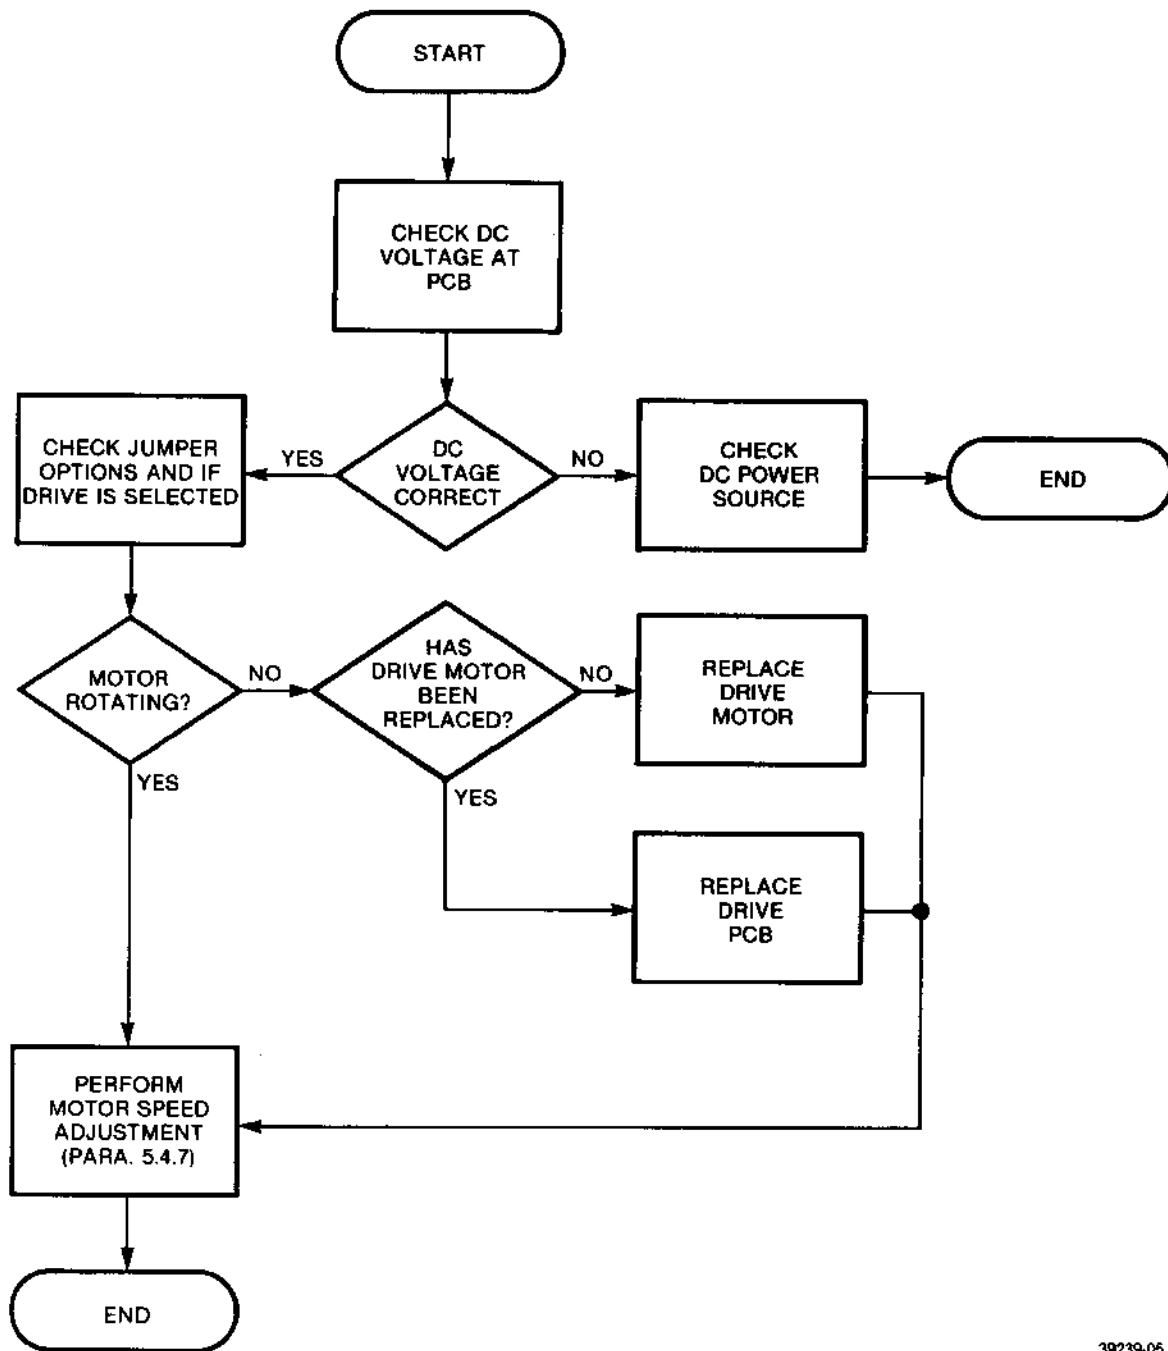 START
CHECK DC
VOLTAGE AT
PCB
CHECK JUMPER
OPTIONS AND IF
DRIVE IS SELECTED
YES
DC
VOLTAGE
CORRECT
NO
CHECK
DC POWER
SOURCE
END
MOTOR
ROTATING?
NO
HAS
DRIVE MOTOR
BEEN
REPLACED?
NO
REPLACE
DRIVE
MOTOR
YES
YES
REPLACE
DRIVE
PCB
PERFORM
MOTOR SPEED
ADJUSTMENT
(PARA. 5.4.7)
END
39239-05